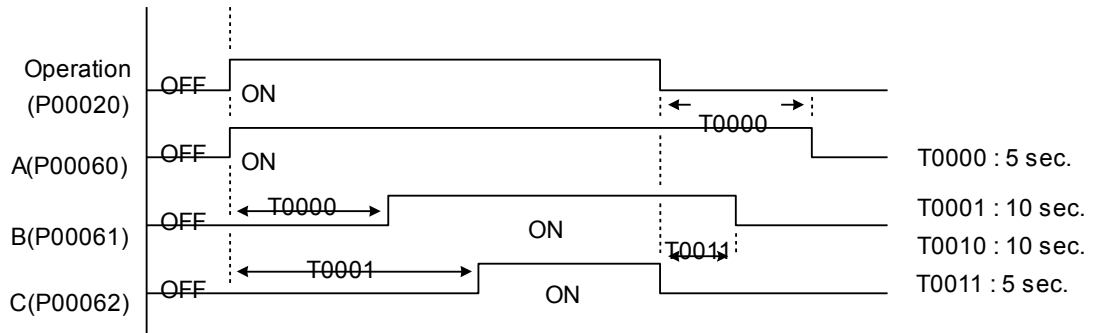 Operation
(P00020)
OFF
ON
T0000
A(P00060)
OFF
ON
T0000 : 5 sec.
B(P00061)
OFF
T0000
ON
T0011
T0001 : 10 sec.
T0010 : 10 sec.
C(P00062)
OFF
T0001
ON
T0011 : 5 sec.